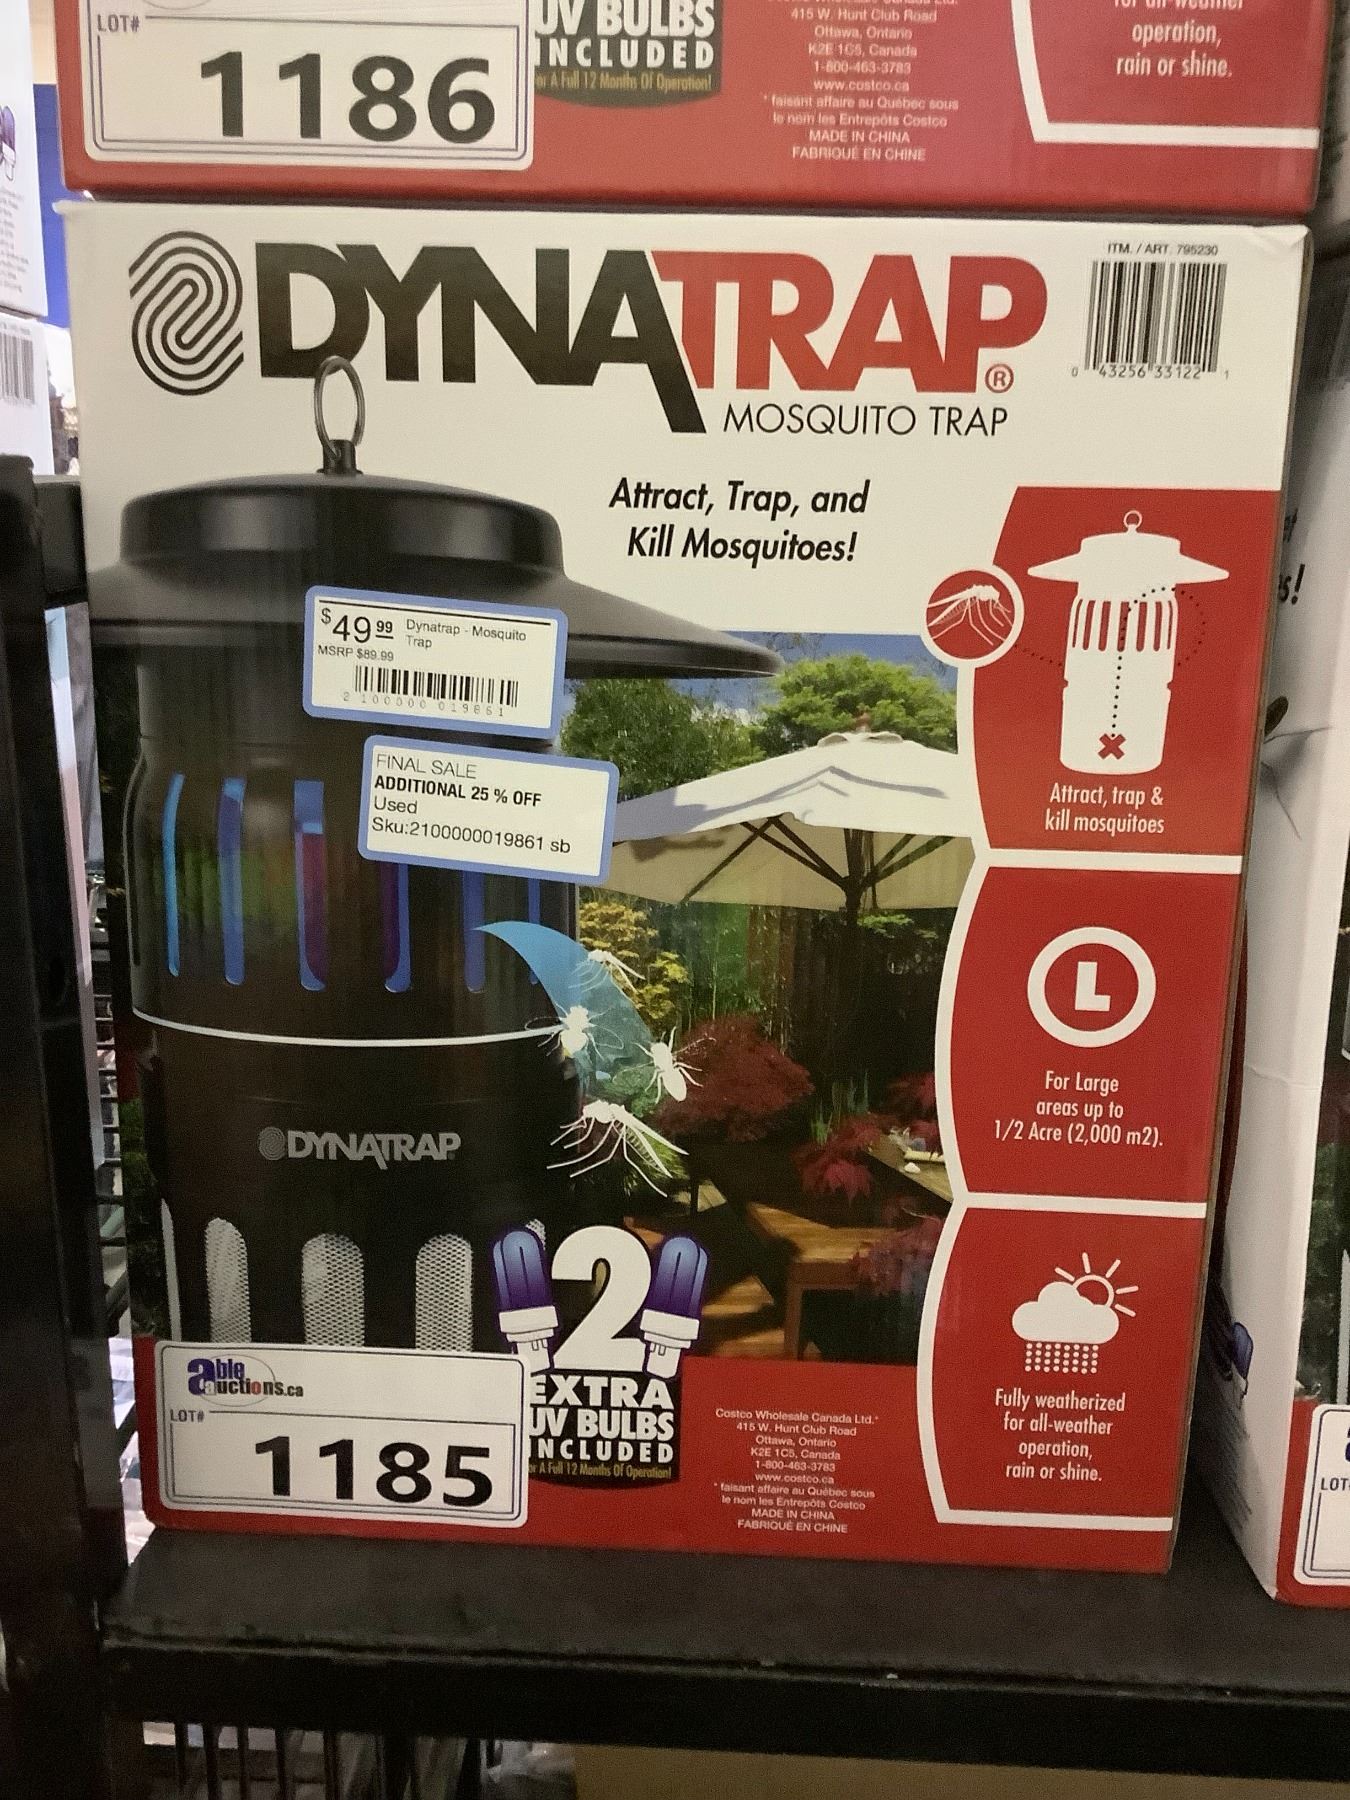 LOT#
1186
UV BULBS
INCLUDED
or A Full 12 Months Of Operation!
415 W. Hunt Club Road
Ottawa, Ontario
K2E 1C5, Canada
1-800-463-3783
www.costco.ca
* faisant affaire au Québec sous
le nom les Entrepôts Costco
MADE IN CHINA
FABRIQUÉ EN CHINE
for all-weather
operation,
rain or shine.
DYNATRAP®
MOSQUITO TRAP
ITM. / ART. 795230
0 43256 33122 1
Attract, Trap, and
Kill Mosquitoes!
$49.99 Dynatrap - Mosquito
Trap
MSRP $89.99
2 100000 019861
FINAL SALE
ADDITIONAL 25 % OFF
Used
Sku:2100000019861 sb
Attract, trap &
kill mosquitoes
L
For Large
areas up to
1/2 Acre (2,000 m2).
DYNATRAP
2
EXTRA
UV BULBS
INCLUDED
or A Full 12 Months Of Operation!
Fully weatherized
for all-weather
operation,
rain or shine.
able
auctions.ca
LOT#
1185
Costco Wholesale Canada Ltd.*
415 W. Hunt Club Road
Ottawa, Ontario
K2E 1C5, Canada
1-800-463-3783
www.costco.ca
* faisant affaire au Québec sous
le nom les Entrepôts Costco
MADE IN CHINA
FABRIQUÉ EN CHINE
s!
LOT